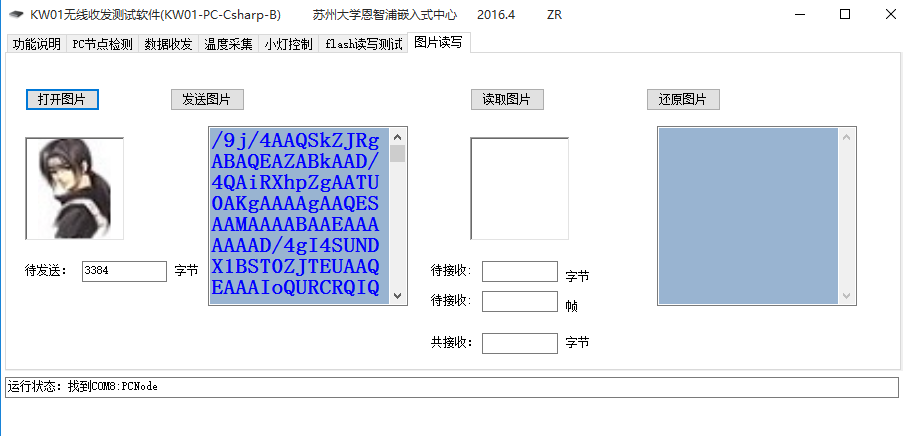 KW01无线收发测试软件(KW01-PC-Csharp-B) 苏州大学恩智浦嵌入式中心 2016.4 ZR
功能说明 PC节点检测 数据收发 温度采集 小灯控制 flash读写测试 图片读写
打开图片 发送图片 读取图片 还原图片
/9j/4AAQSkZJRg
ABAQEAZABkAAD/
4QAiRXhpZgAATU
0AKgAAAAgAAQES
AAMAAAABAAEAAA
AAAAD/4gI4SUND
X1BST0ZJTEUAAQ
EAAAIoQURCRQIQ
待发送: 3384 字节
待接收: 字节
待接收: 帧
共接收: 字节
运行状态：找到COM8:PCNode